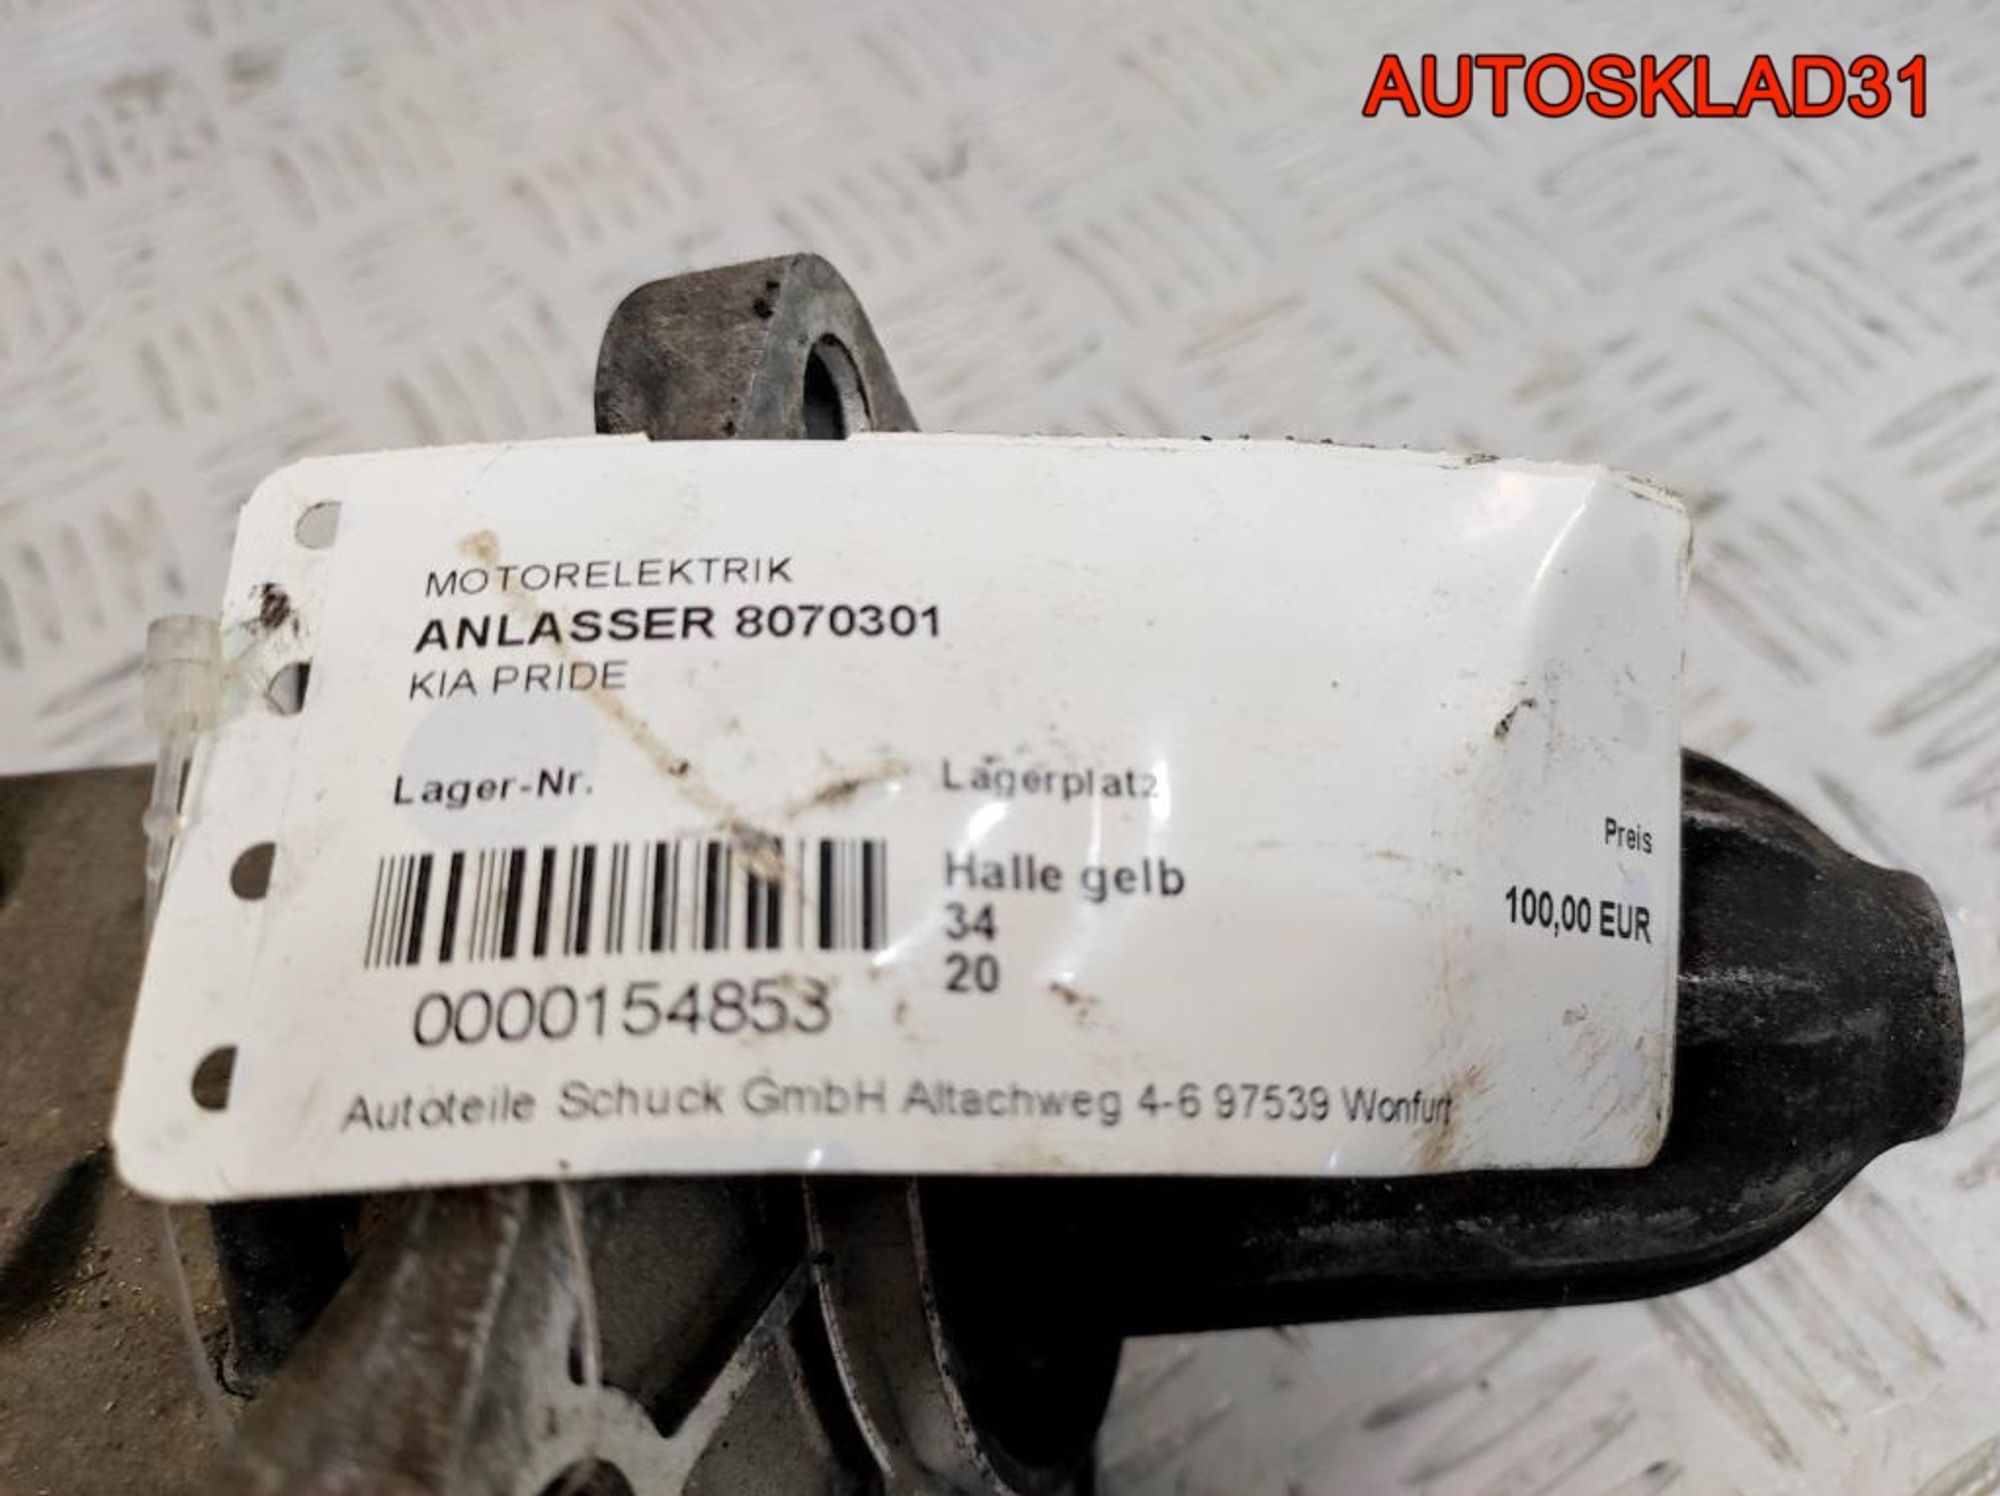 AUTOSKLAD31
MOTORELEKTRIK
ANLASSER 8070301
KIA PRIDE
Lager-Nr.
Lagerplatz
Preis
Halle gelb
34
20
100,00 EUR
0000154853
Autoteile Schuck GmbH Altachweg 4-6 97539 Wonfurt